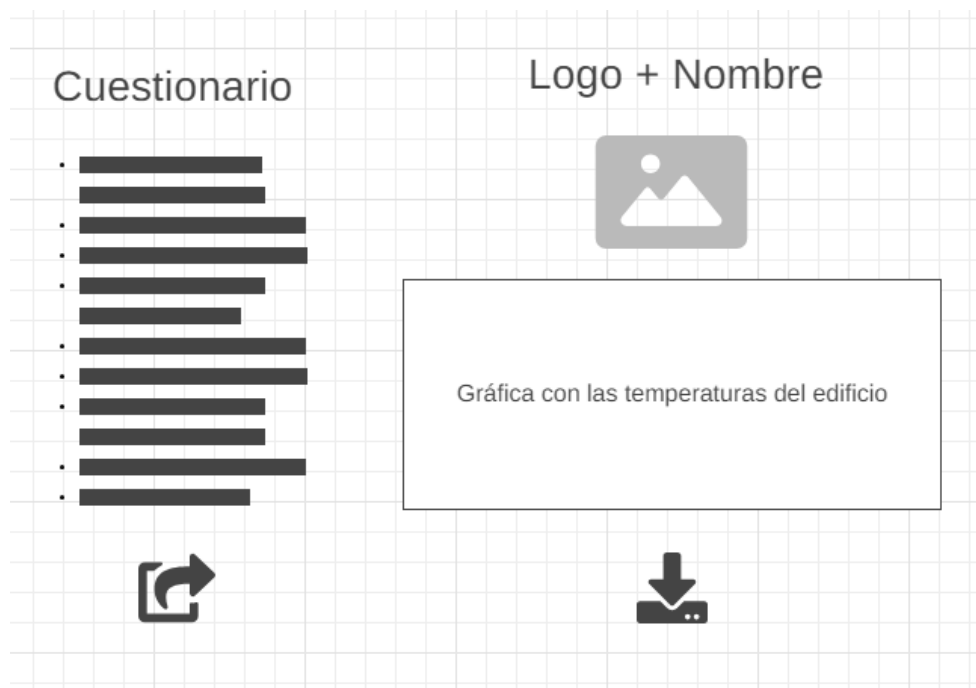 Cuestionario
Logo + Nombre
Gráfica con las temperaturas del edificio